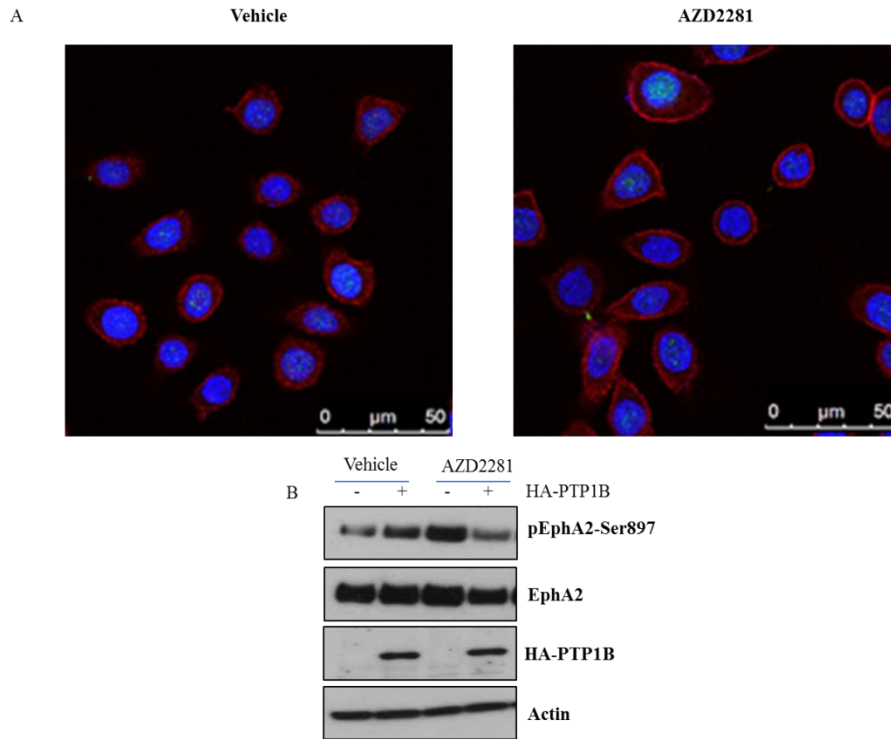 A Vehicle AZD2281
0 µm 50 0 µm 50
Vehicle AZD2281
B - + - + HA-PTP1B
pEphA2-Ser897
EphA2
HA-PTP1B
Actin